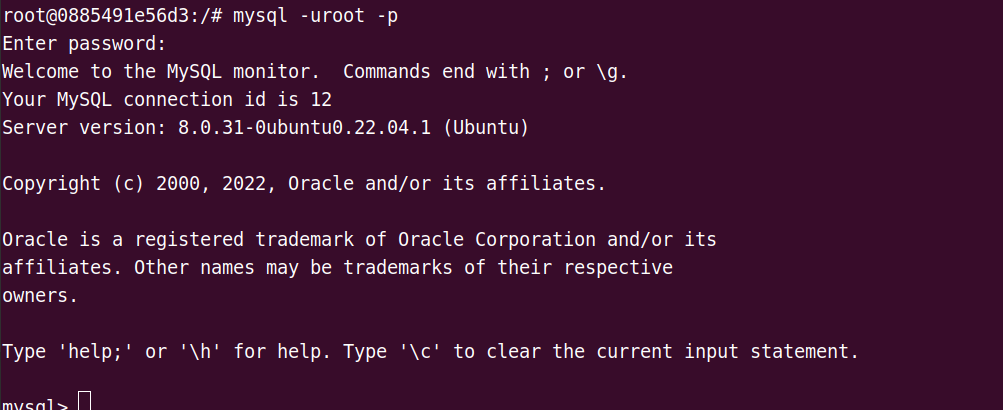 root@0885491e56d3:/# mysql -uroot -p
Enter password:
Welcome to the MySQL monitor.  Commands end with ; or \g.
Your MySQL connection id is 12
Server version: 8.0.31-0ubuntu0.22.04.1 (Ubuntu)
Copyright (c) 2000, 2022, Oracle and/or its affiliates.
Oracle is a registered trademark of Oracle Corporation and/or its
affiliates. Other names may be trademarks of their respective
owners.
Type 'help;' or '\h' for help. Type '\c' to clear the current input statement.
mysql>